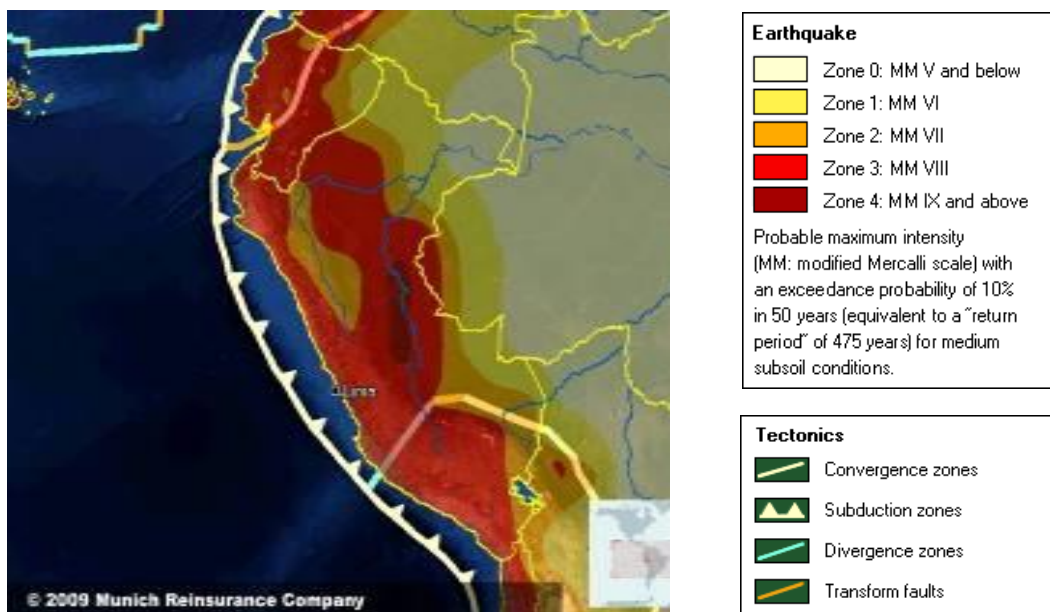 Lima
© 2009 Munich Reinsurance Company
Earthquake
Zone 0: MM V and below
Zone 1: MM VI
Zone 2: MM VII
Zone 3: MM VIII
Zone 4: MM IX and above
Probable maximum intensity
(MM: modified Mercalli scale) with
an exceedance probability of 10%
in 50 years (equivalent to a "return
period" of 475 years) for medium
subsoil conditions.
Tectonics
Convergence zones
Subduction zones
Divergence zones
Transform faults